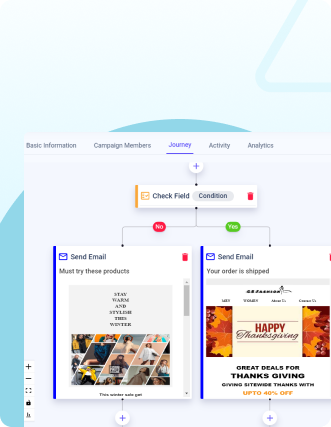 Basic Information Campaign Members Journey Activity Analytics
Check Field Condition
No Yes
Send Email
Must try these products
STAY
WARM
AND
STYLISH
THIS
WINTER
This winter sale get
Send Email
Your order is shipped
GS Fashion
MEN WOMEN About Us Contact Us
HAPPY
Thanksgiving
GREAT DEALS FOR
THANKS GIVING
GIVING SITEWIDE THANKS WITH
UPTO 40% OFF